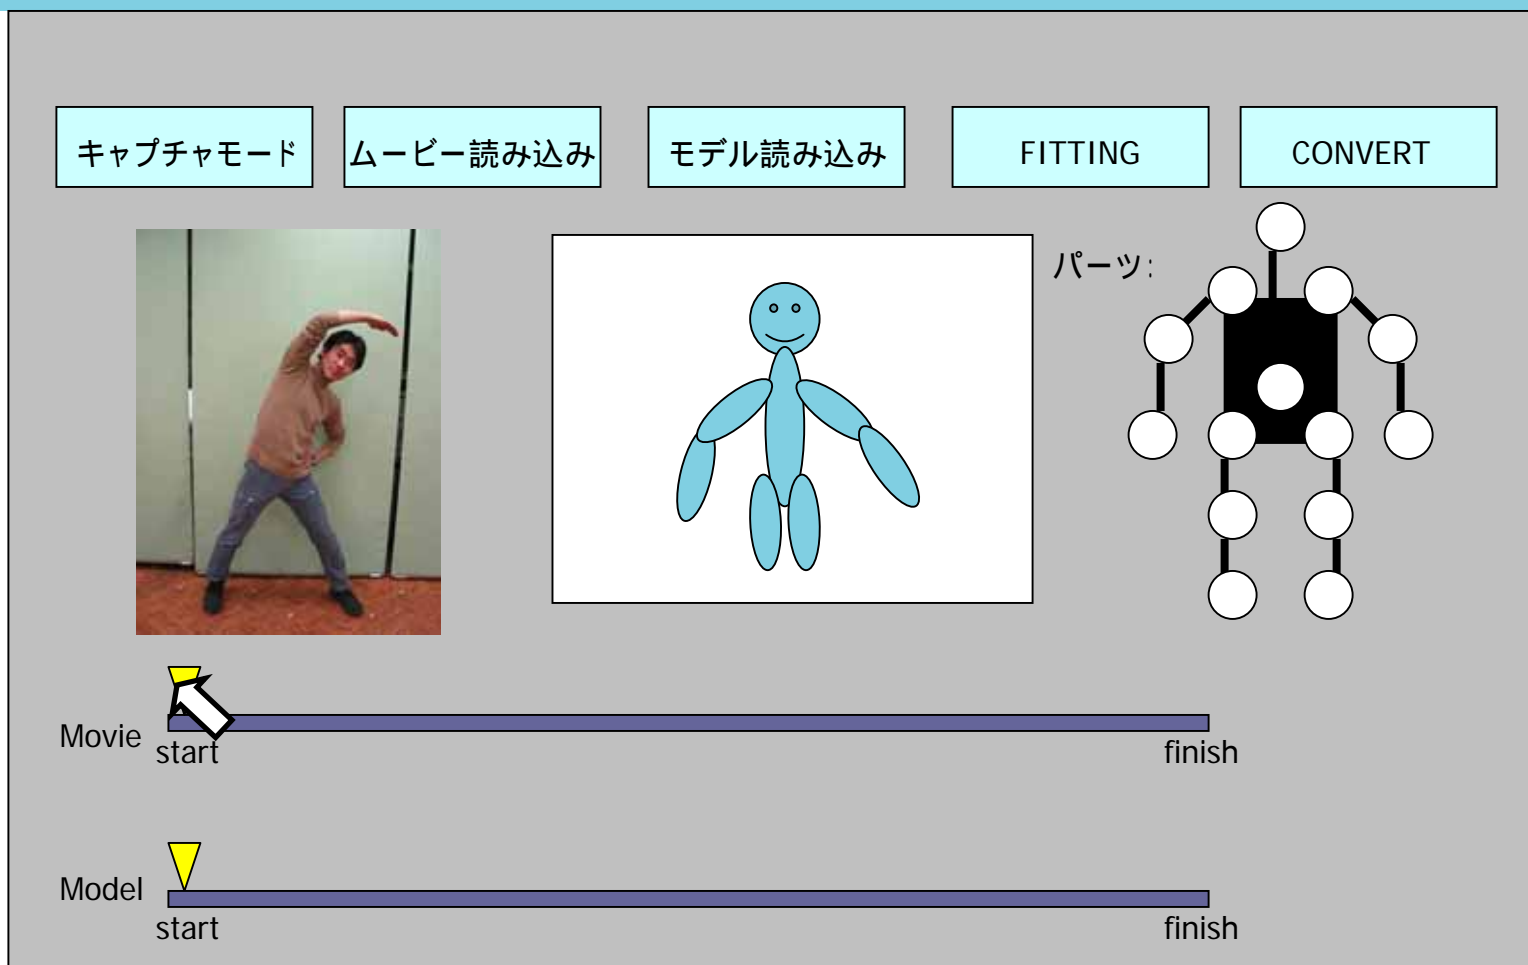 キャプチャモード
ムービー読み込み
モデル読み込み
FITTING
CONVERT
パーツ:
Movie
start
finish
Model
start
finish